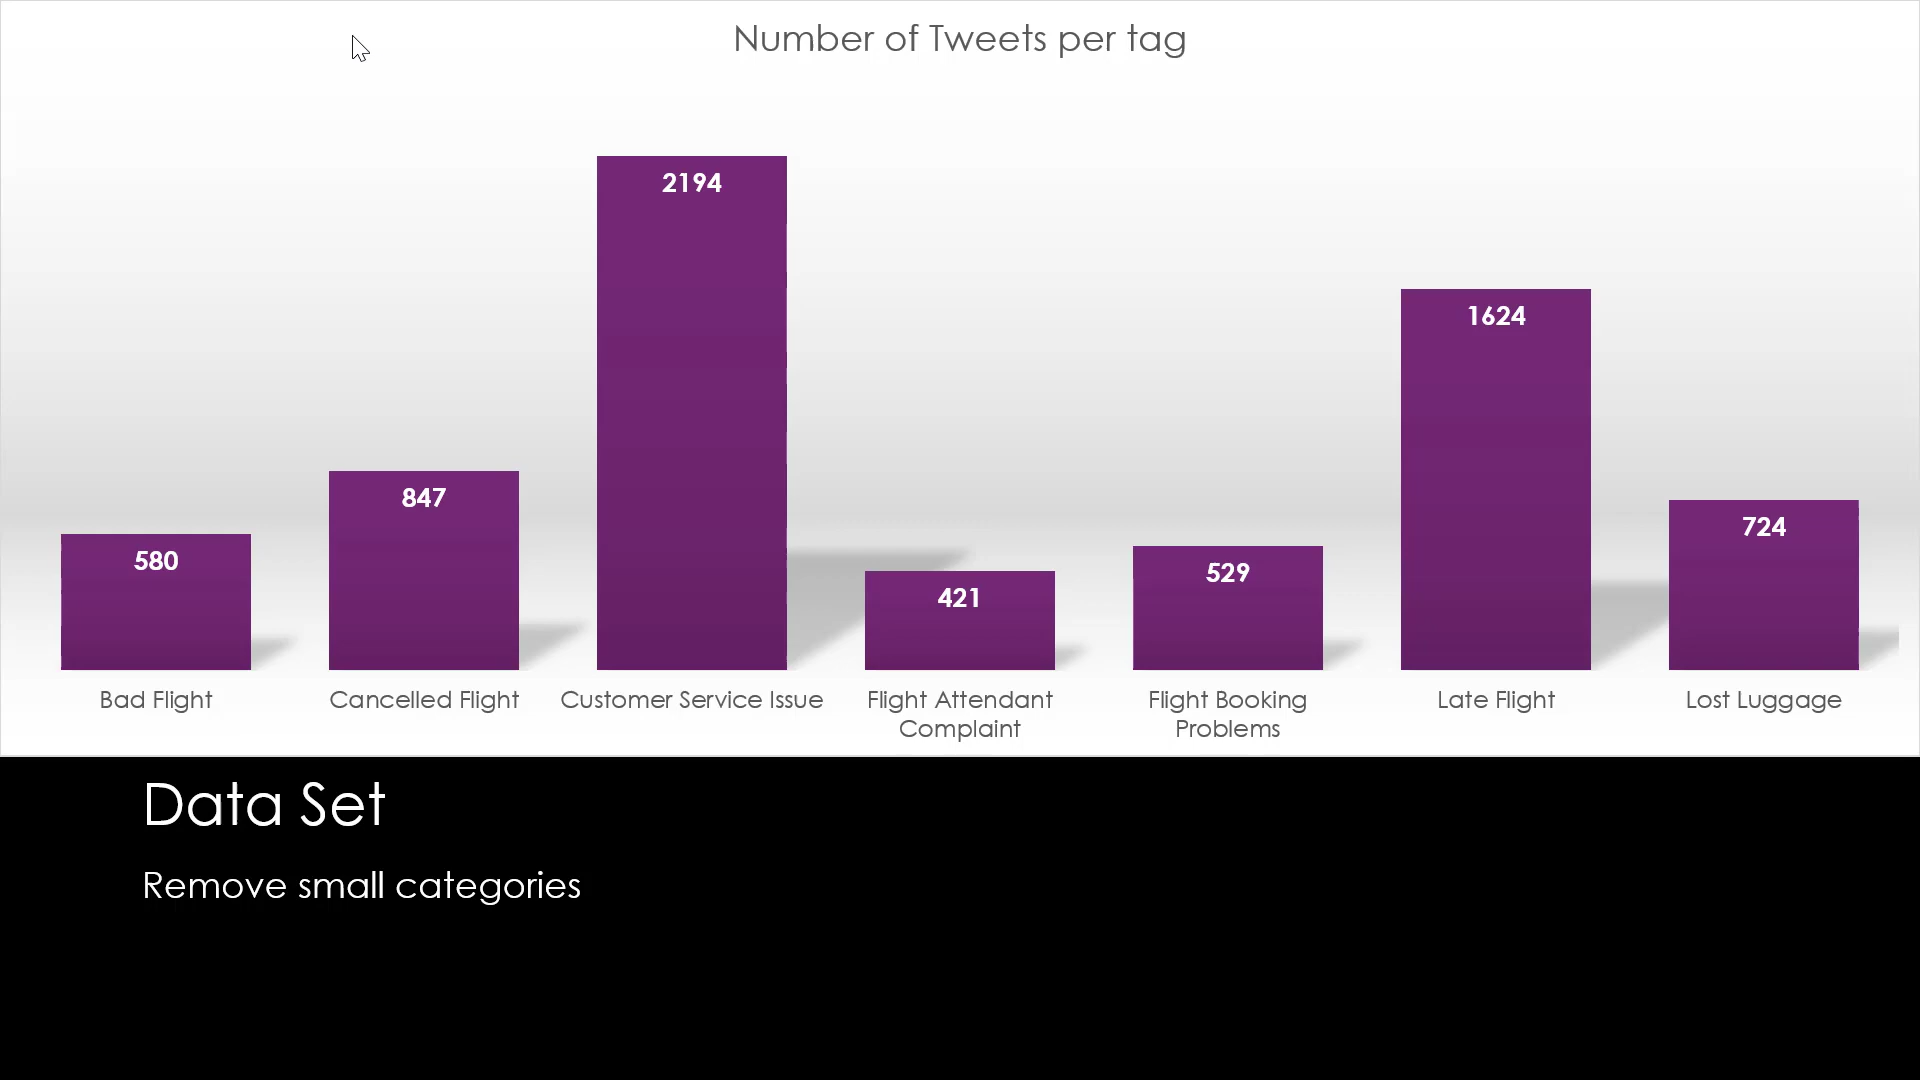 Number of Tweets per tag
2194
1624
847
724
580
529
421
Bad Flight
Cancelled Flight
Customer Service Issue
Flight Attendant
Complaint
Flight Booking
Problems
Late Flight
Lost Luggage
Data Set
Remove small categories